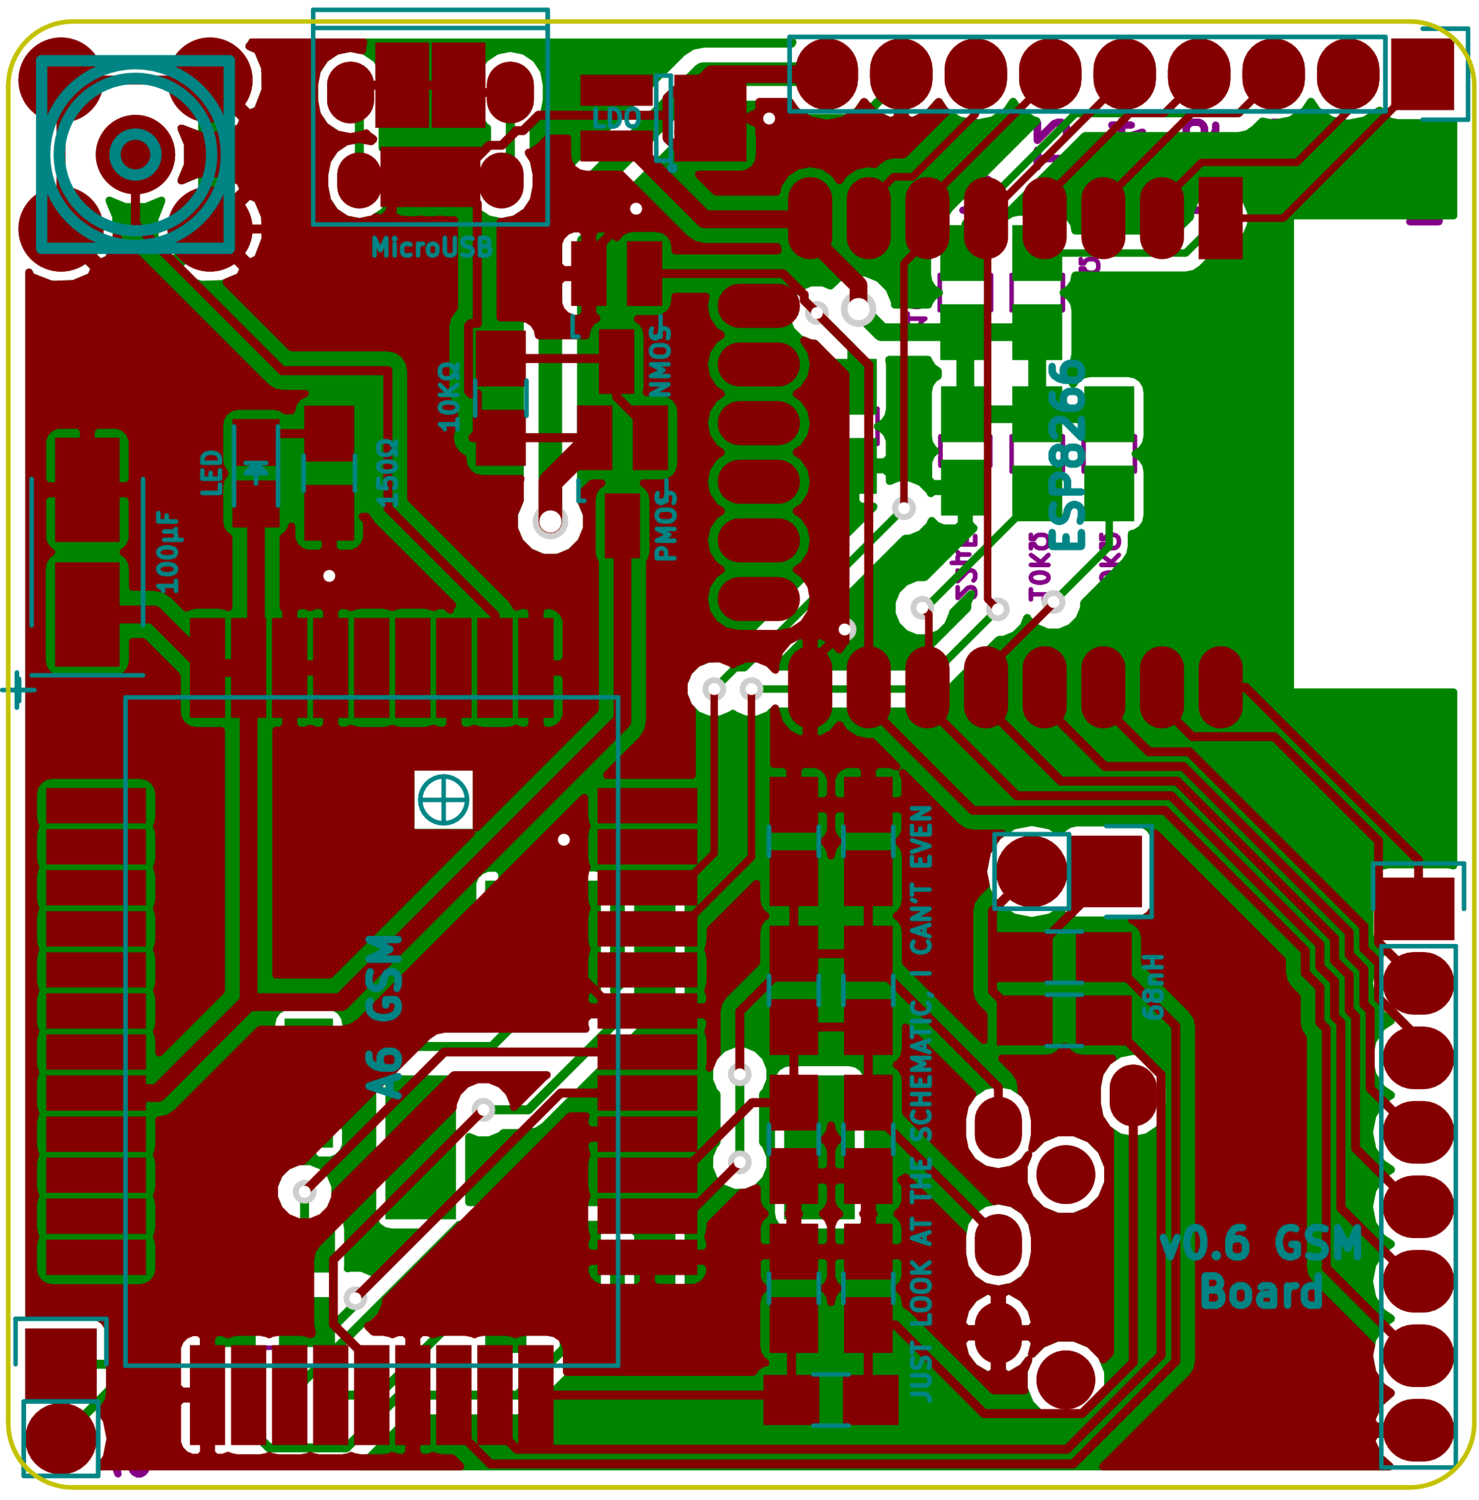 LDO
MicroUSB
NMOS
10KΩ
ESP8266
LED
150Ω
PMOS
100µF
10KΩ
+
JUST LOOK AT THE SCHEMATIC, I CAN'T EVEN
A6 GSM
68nH
v0.6 GSM
Board